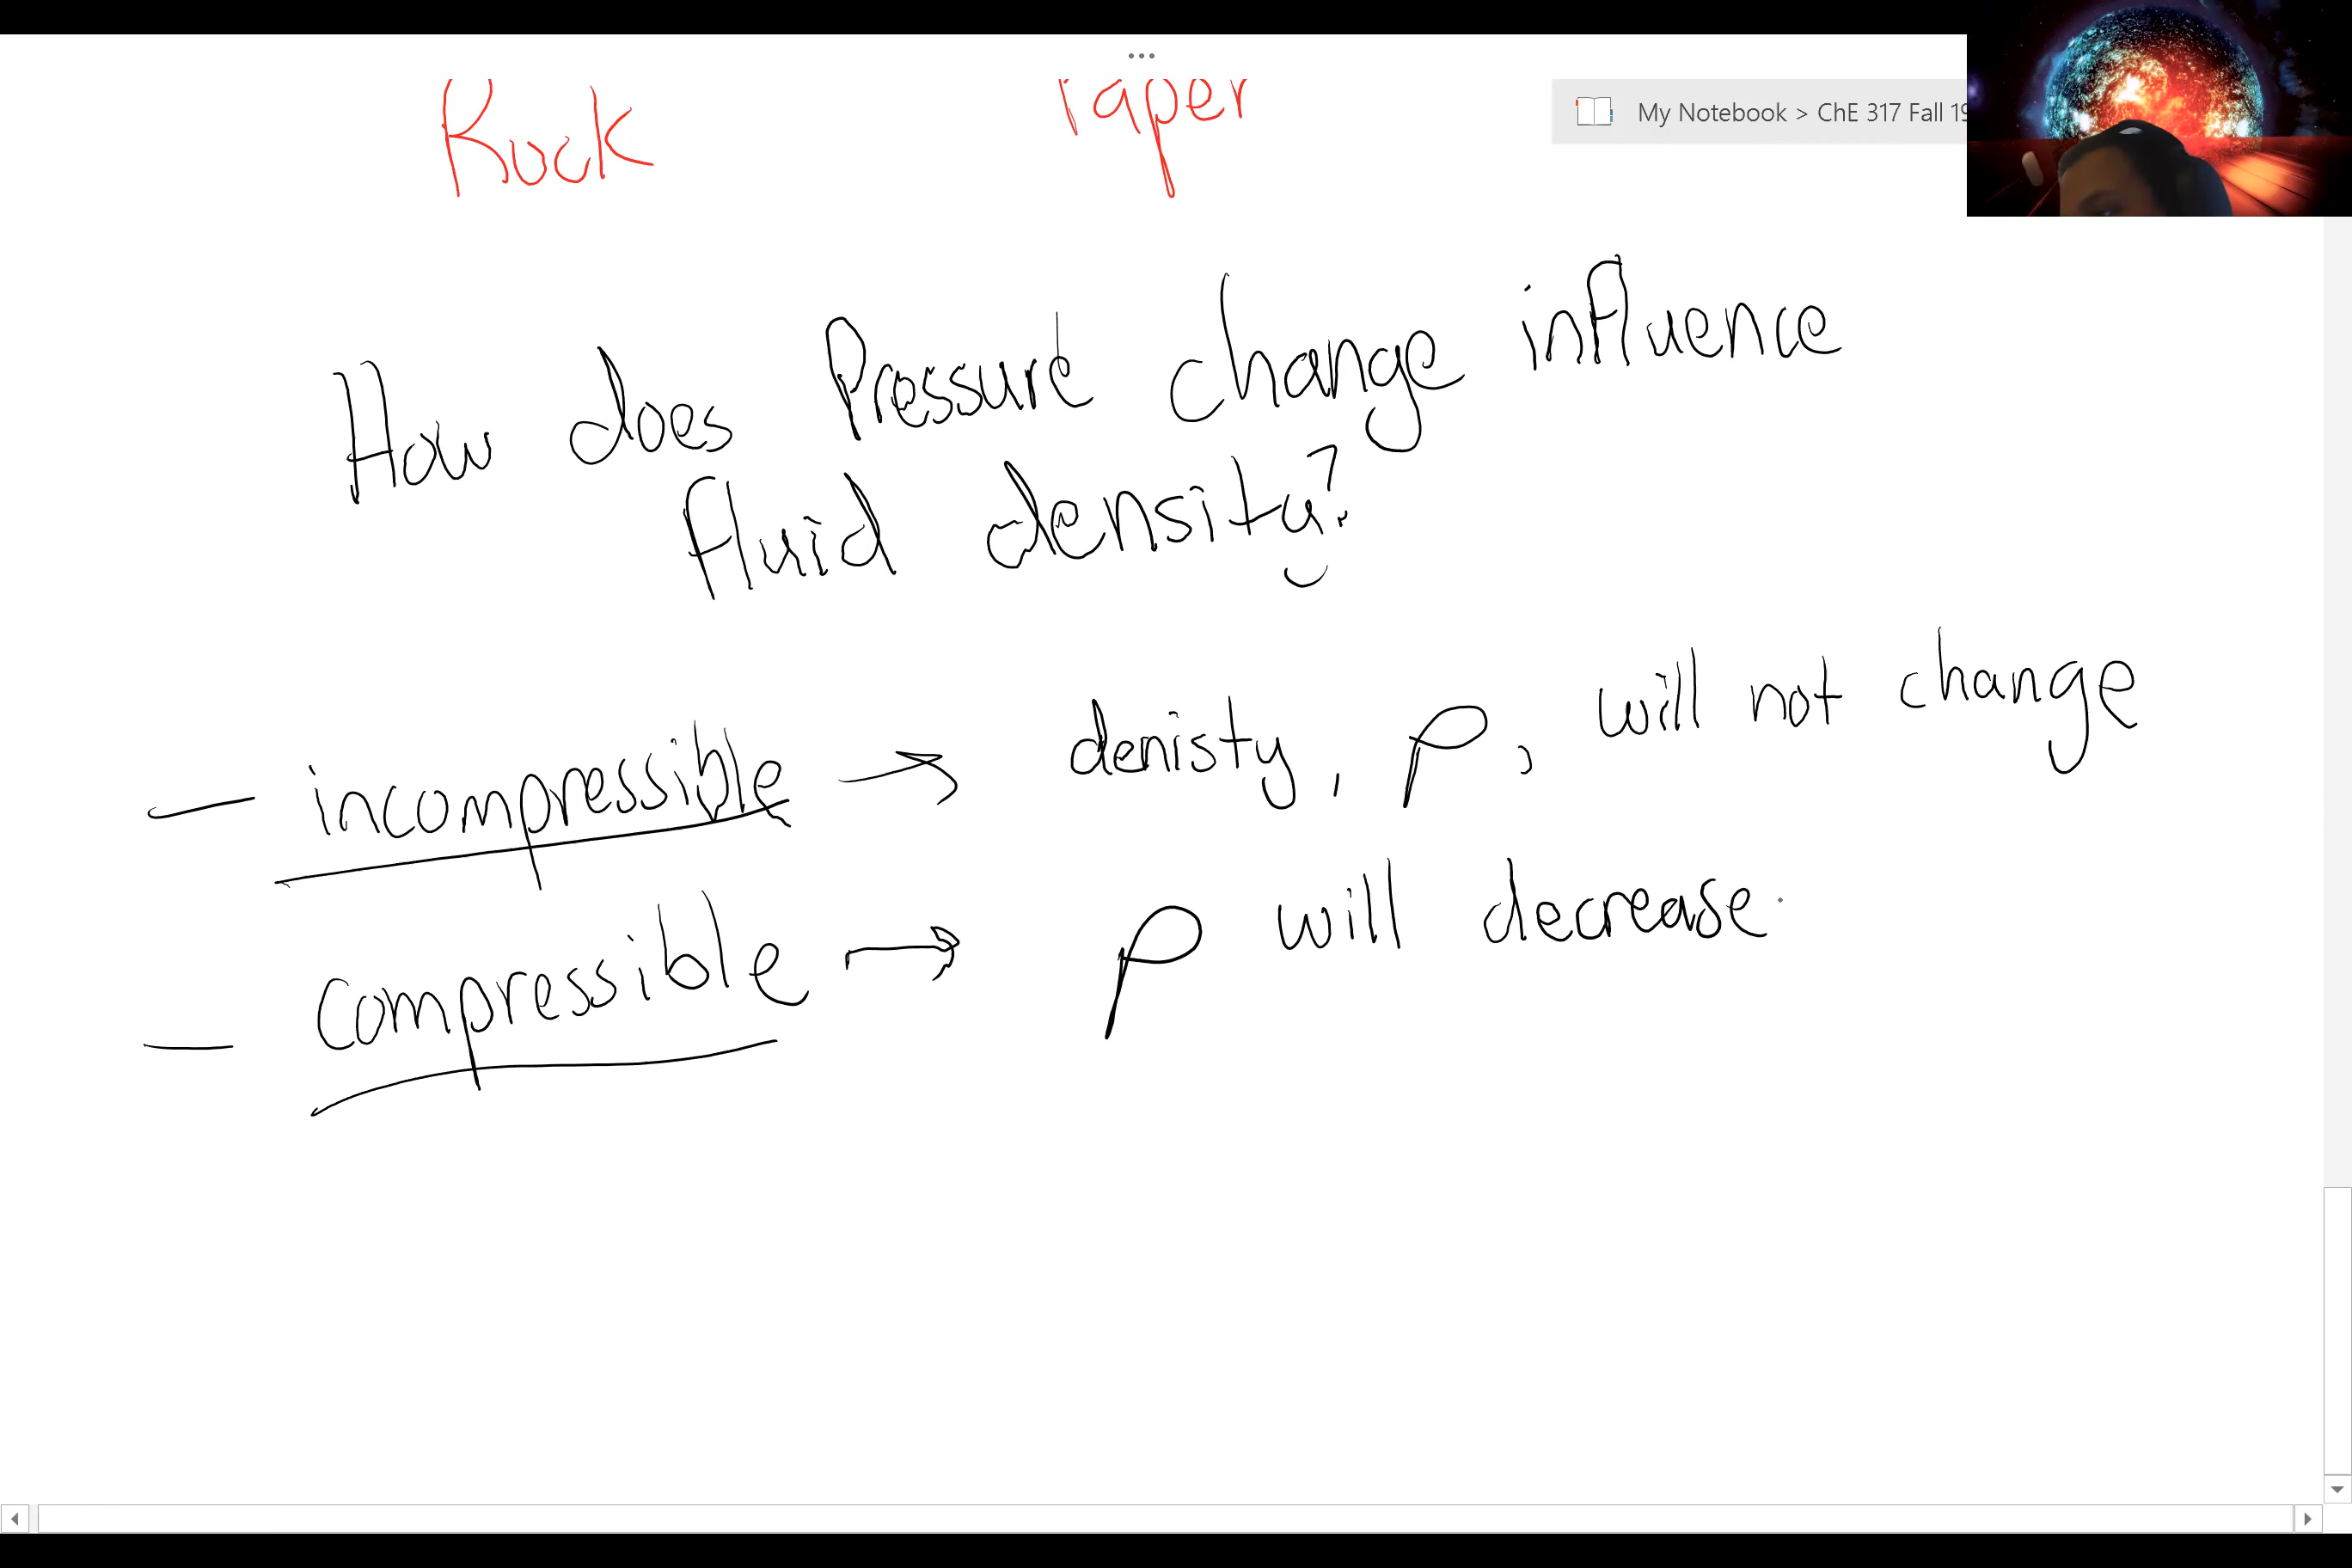 Rock Paper
My Notebook > ChE 317 Fall 19
How does Pressure change influence
fluid density?
– incompressible → denisty, ρ, will not change
– compressible → ρ will decrease